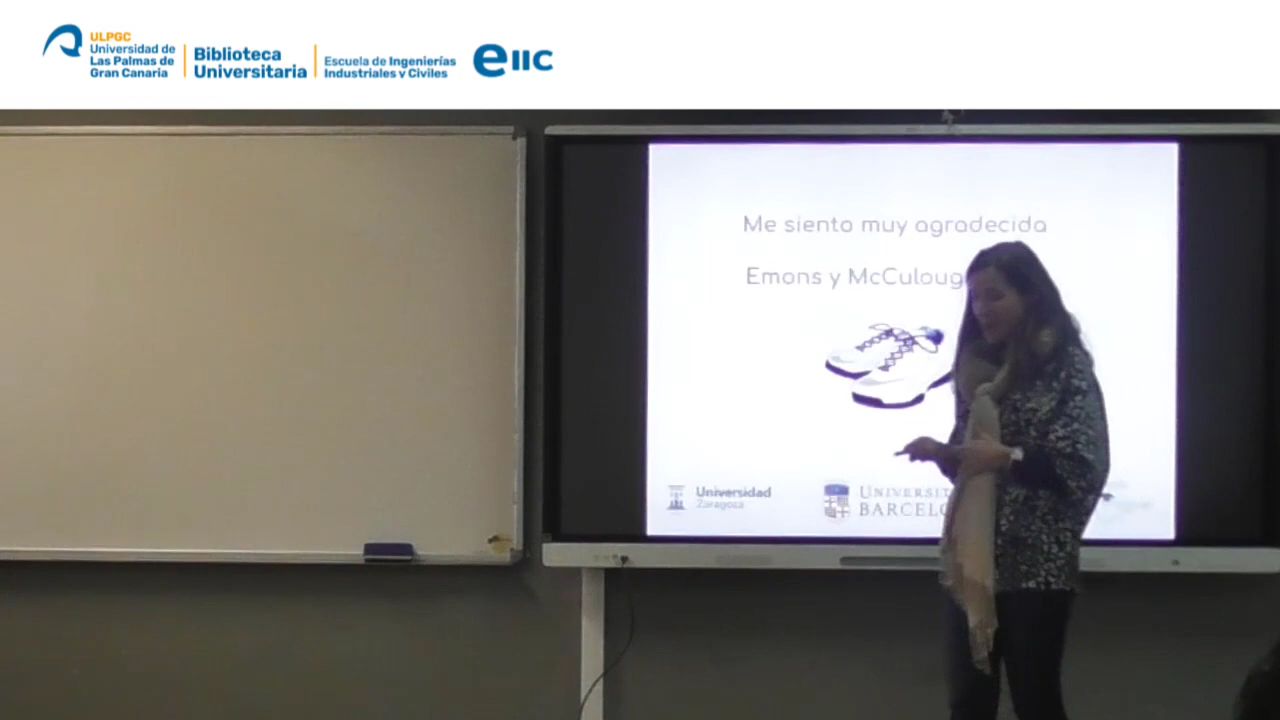 ULPGC
Universidad de
Las Palmas de
Gran Canaria
Biblioteca
Universitaria
Escuela de Ingenierías
Industriales y Civiles
eiic
Me siento muy agradecida
Emons y McCuloug
Universidad
Zaragoza
UNIVERSIT
BARCELO